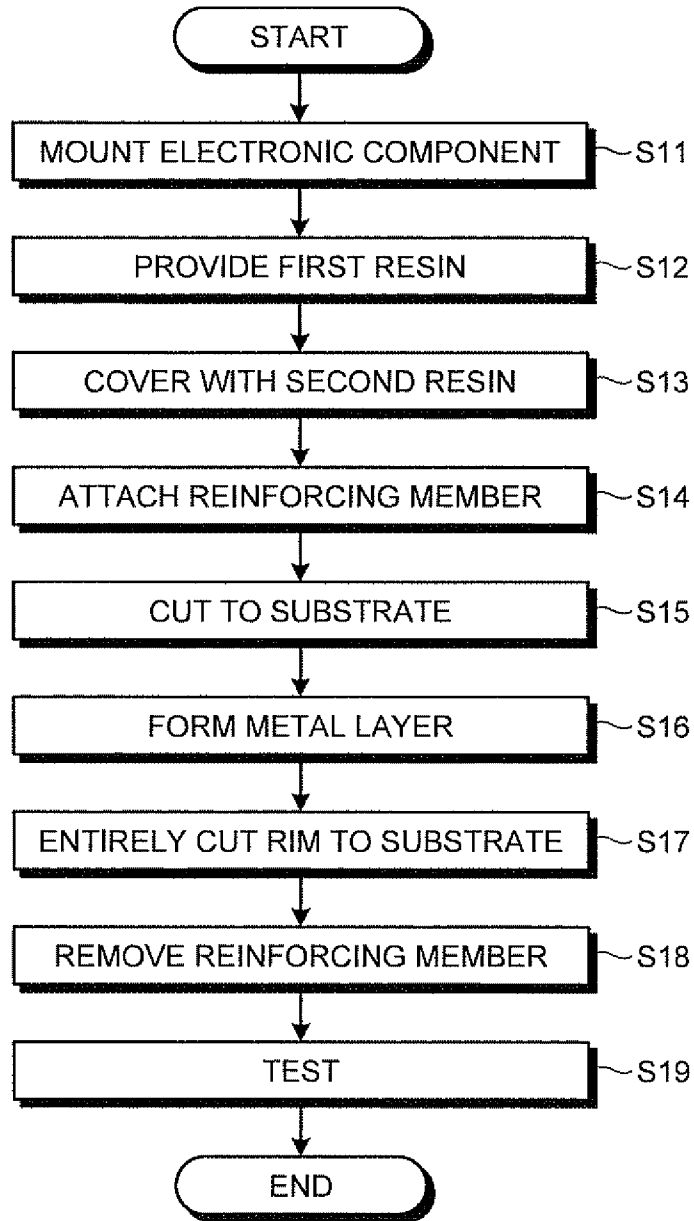 START
MOUNT ELECTRONIC COMPONENT S11
PROVIDE FIRST RESIN S12
COVER WITH SECOND RESIN S13
ATTACH REINFORCING MEMBER S14
CUT TO SUBSTRATE S15
FORM METAL LAYER S16
ENTIRELY CUT RIM TO SUBSTRATE S17
REMOVE REINFORCING MEMBER S18
TEST S19
END